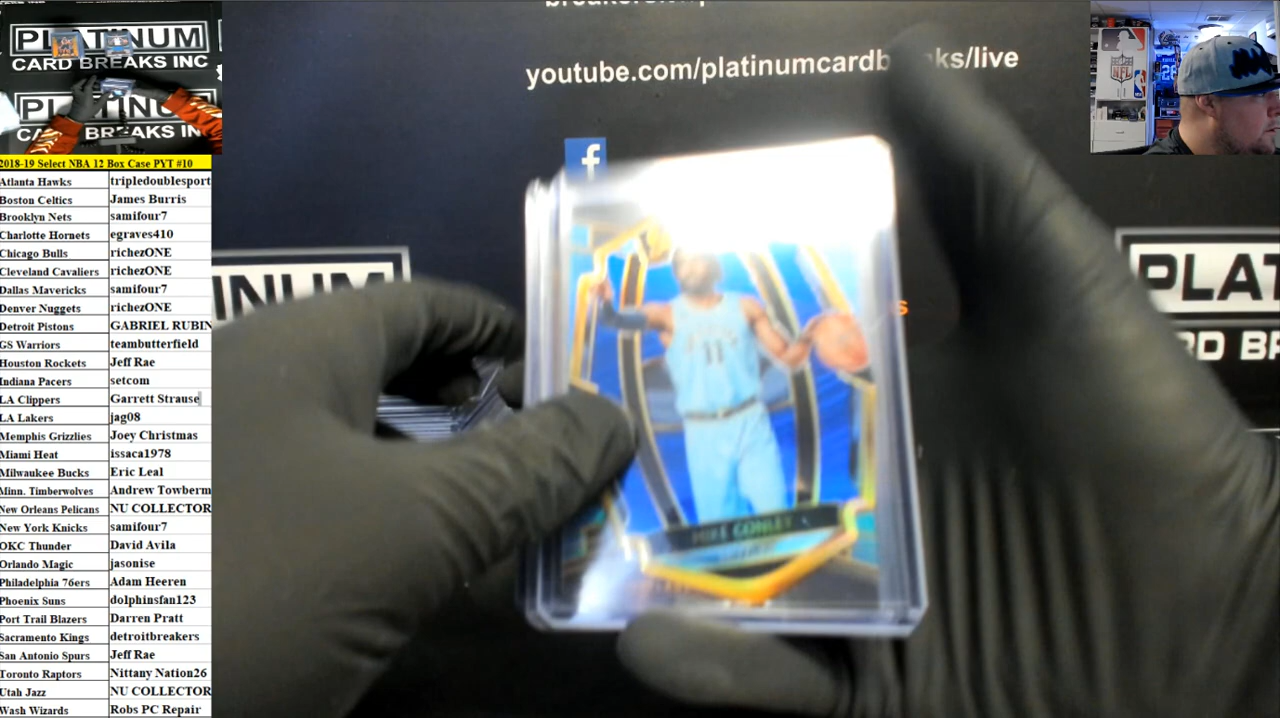 PLATINUM
CARD BREAKS INC
PLATINUM
CARD BREAKS IN
youtube.com/platinumcardb ks/live
f
2018-19 Select NBA 12 Box Case PYT #10
Atlanta Hawks tripledoublesport
Boston Celtics James Burris
Brooklyn Nets samifour7
Charlotte Hornets egraves410
Chicago Bulls richezONE
Cleveland Cavaliers richezONE
Dallas Mavericks samifour7
Denver Nuggets richezONE
Detroit Pistons GABRIEL RUBIN
GS Warriors teambutterfield
Houston Rockets Jeff Rae
Indiana Pacers setcom
LA Clippers Garrett Strause
LA Lakers jag08
Memphis Grizzlies Joey Christmas
Miami Heat issaca1978
Milwaukee Bucks Eric Leal
Minn. Timberwolves Andrew Towberm
New Orleans Pelicans NU COLLECTOR
New York Knicks samifour7
OKC Thunder David Avila
Orlando Magic jasonise
Philadelphia 76ers Adam Heeren
Phoenix Suns dolphinsfan123
Port Trail Blazers Darren Pratt
Sacramento Kings detroitbreakers
San Antonio Spurs Jeff Rae
Toronto Raptors Nittany Nation26
Utah Jazz NU COLLECTOR
Wash Wizards Robs PC Repair
INUM
11
MIKE CONLEY
s
PLAT
RD BR
NFL